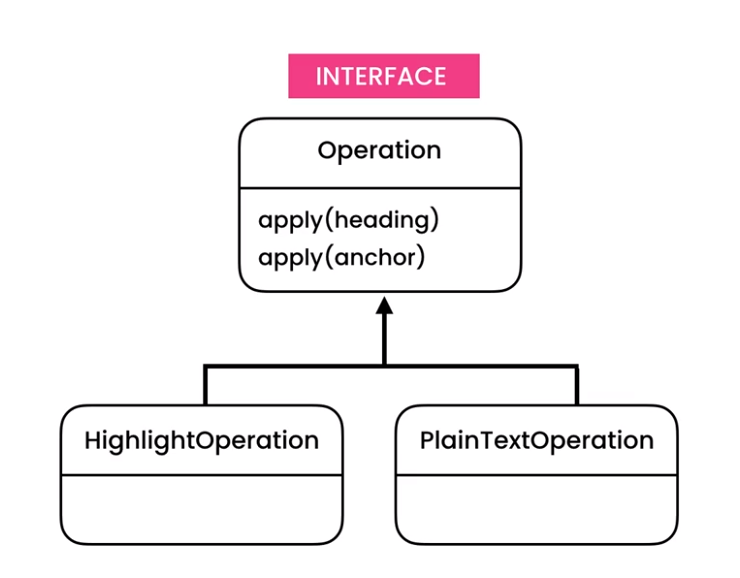 INTERFACE
Operation
apply(heading)
apply(anchor)
HighlightOperation
PlainTextOperation